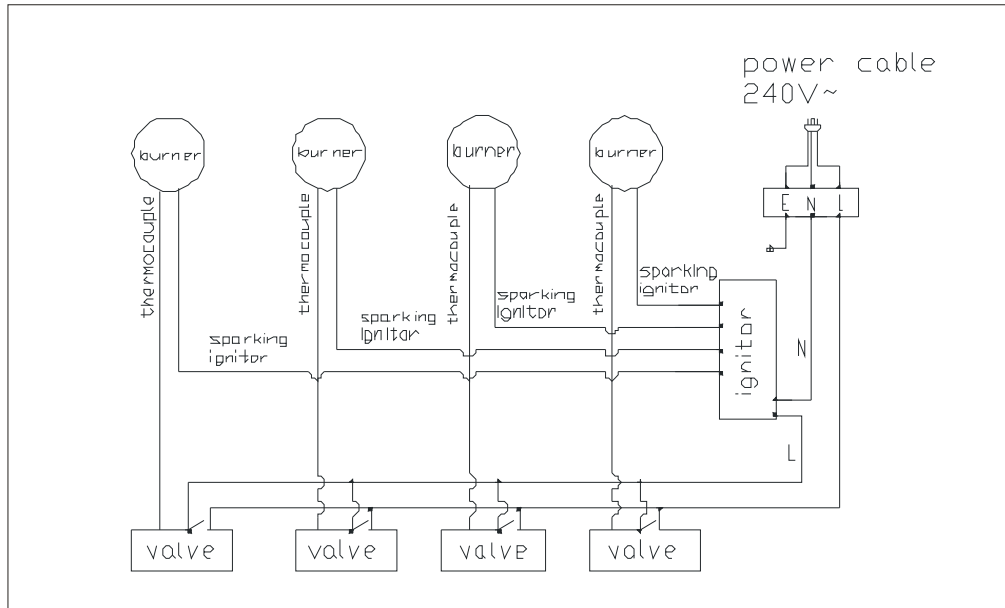 power cable
240V~
burner
burner
burner
burner
E N L
thermocouple
thermocouple
thermocouple
thermocouple
sparking
ignitor
sparking
ignitor
sparking
ignitor
sparking
ignitor
ignitor
N
L
valve
valve
valve
valve